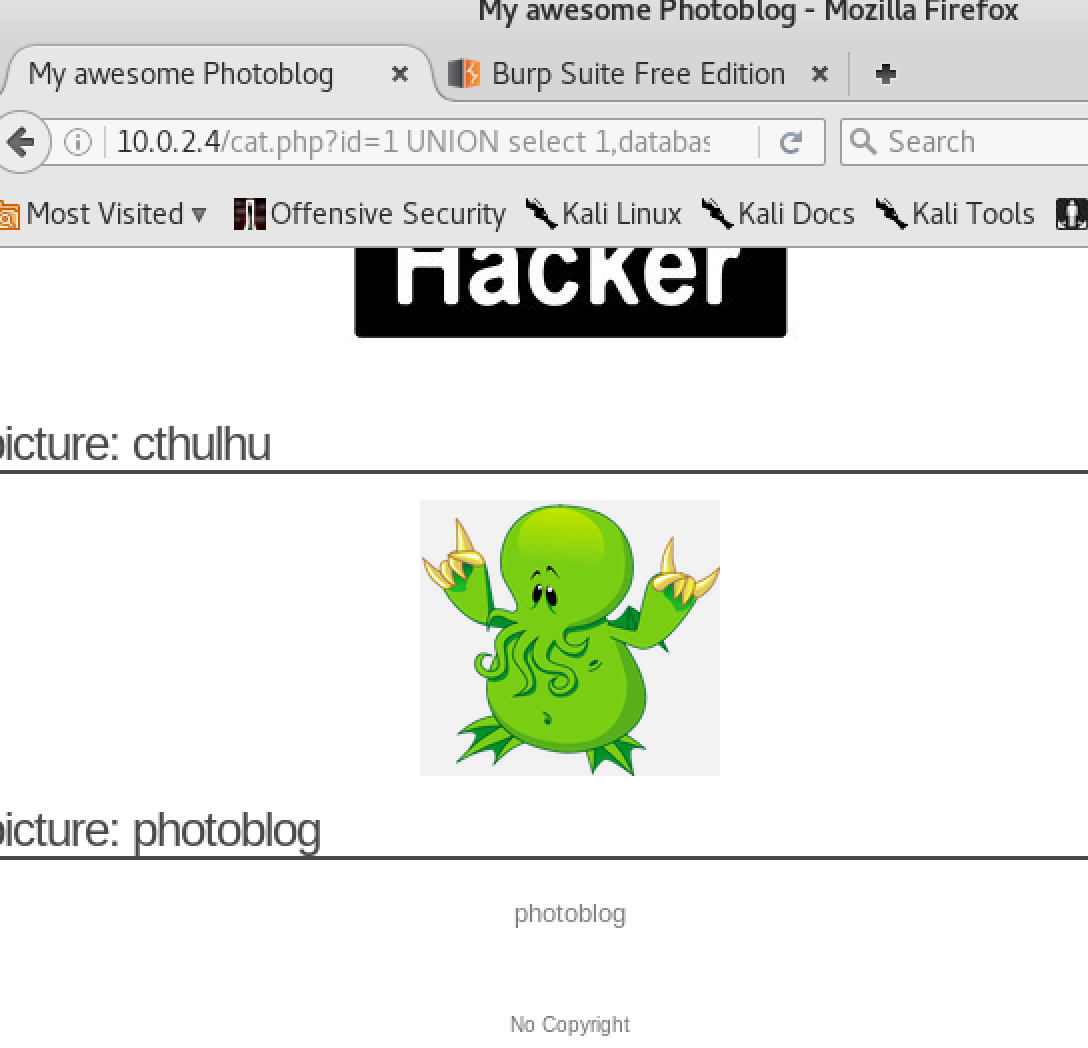 My awesome Photoblog - Mozilla Firefox
My awesome Photoblog
Burp Suite Free Edition
10.0.2.4/cat.php?id=1 UNION select 1,databas
Search
Most Visited
Offensive Security
Kali Linux
Kali Docs
Kali Tools
Hacker
picture: cthulhu
picture: photoblog
photoblog
No Copyright